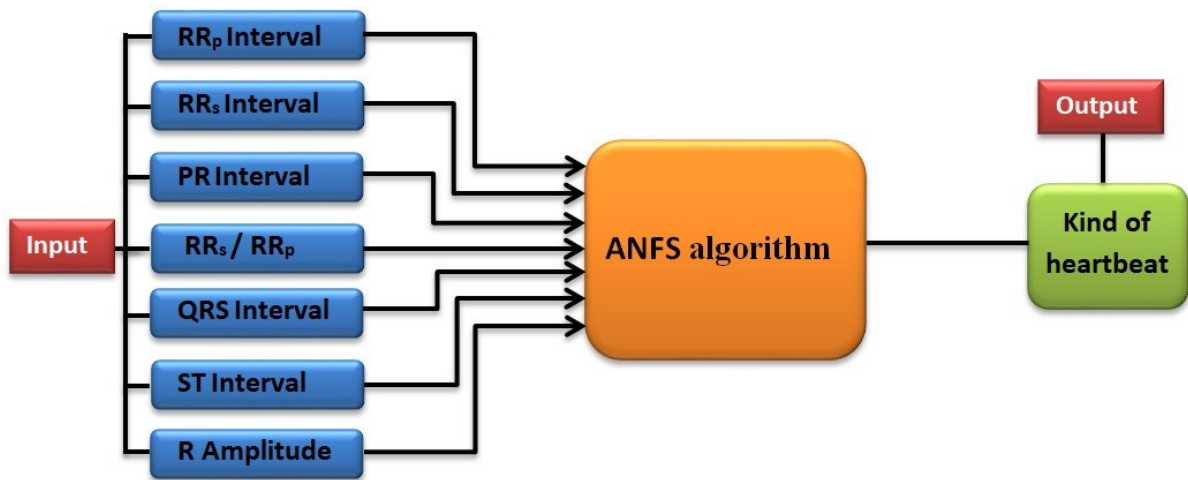 Input
RRp Interval
RRs Interval
PR Interval
RRs / RRp
QRS Interval
ST Interval
R Amplitude
ANFS algorithm
Output
Kind of
heartbeat